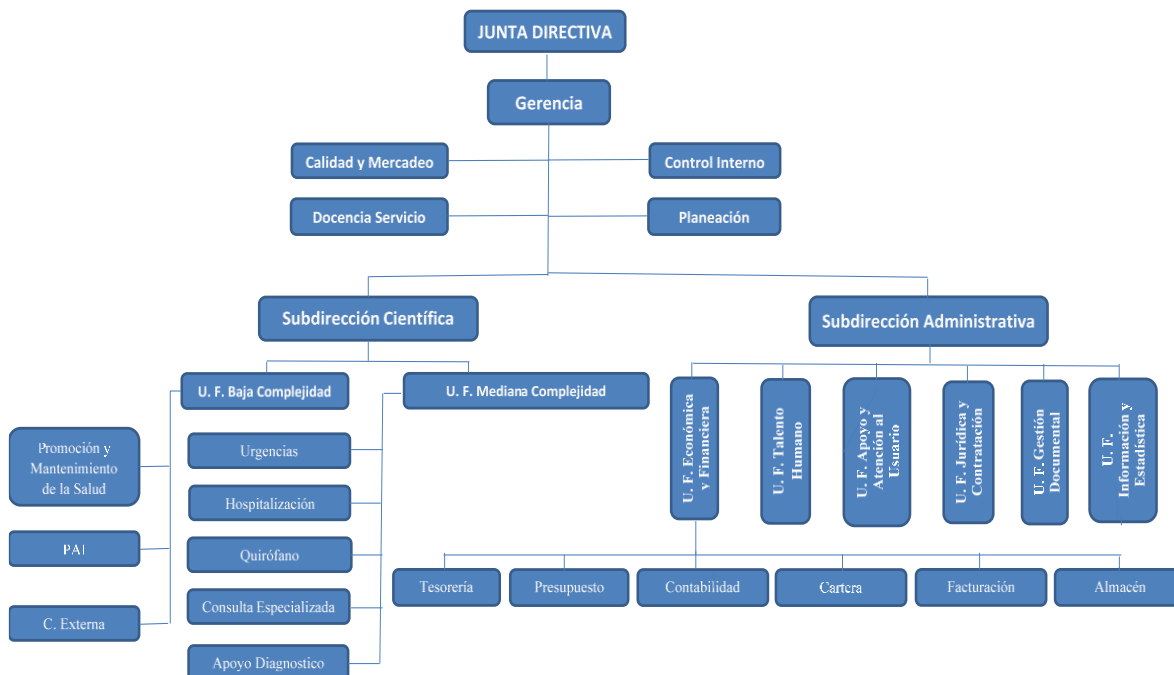 JUNTA DIRECTIVA
Gerencia
Calidad y Mercadeo
Control Interno
Docencia Servicio
Planeación
Subdirección Científica
Subdirección Administrativa
U. F. Baja Complejidad
U. F. Mediana Complejidad
U. F. Económica
y Financiera
U. F. Talento
Humano
U. F. Apoyo y
Atención al
Usuario
U. F. Jurídica y
Contratación
U. F. Gestión
Documental
U. F.
Información y
Estadística
Promoción y
Mantenimiento
de la Salud
PAI
C. Externa
Urgencias
Hospitalización
Quirófano
Consulta Especializada
Apoyo Diagnostico
Tesorería
Presupuesto
Contabilidad
Cartera
Facturación
Almacén